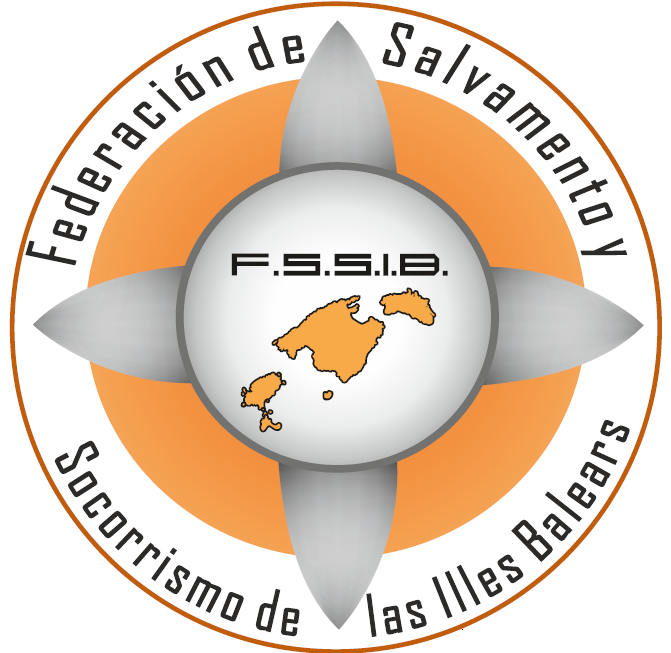 Federación de Salvamento y
F.S.S.I.B.
Socorrismo de las Illes Balears